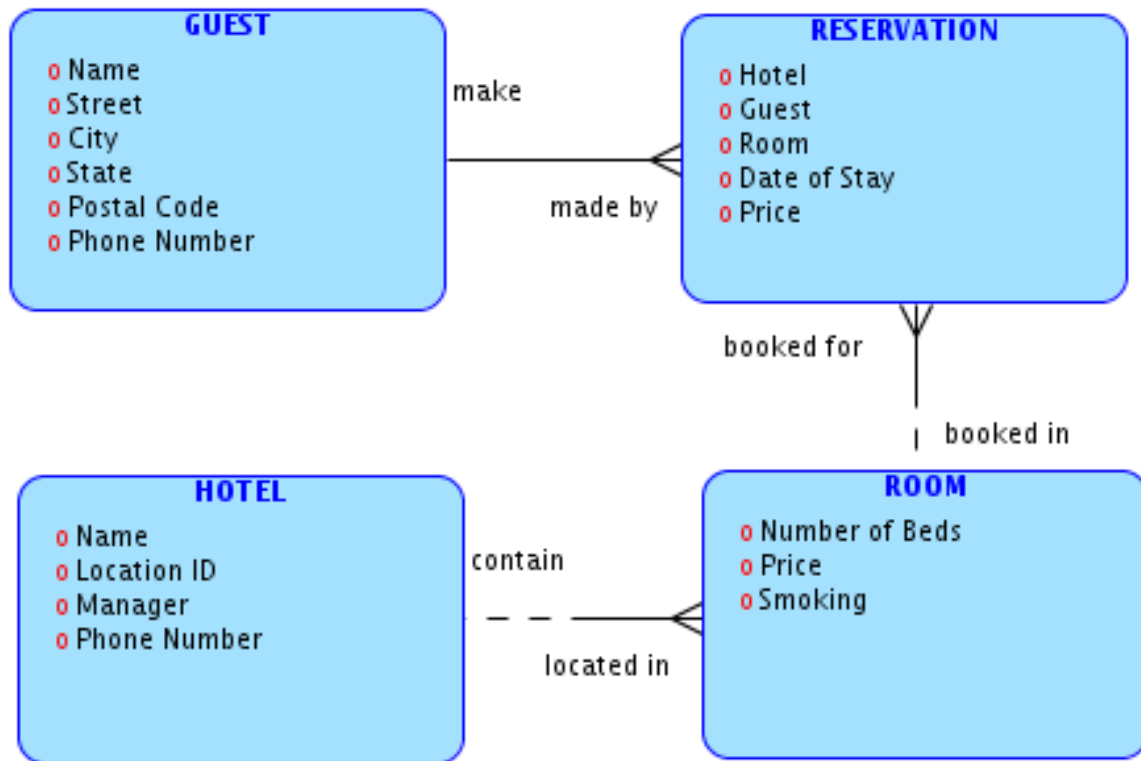 GUEST
o Name
o Street
o City
o State
o Postal Code
o Phone Number
make
made by
RESERVATION
o Hotel
o Guest
o Room
o Date of Stay
o Price
booked for
booked in
HOTEL
o Name
o Location ID
o Manager
o Phone Number
contain
located in
ROOM
o Number of Beds
o Price
o Smoking